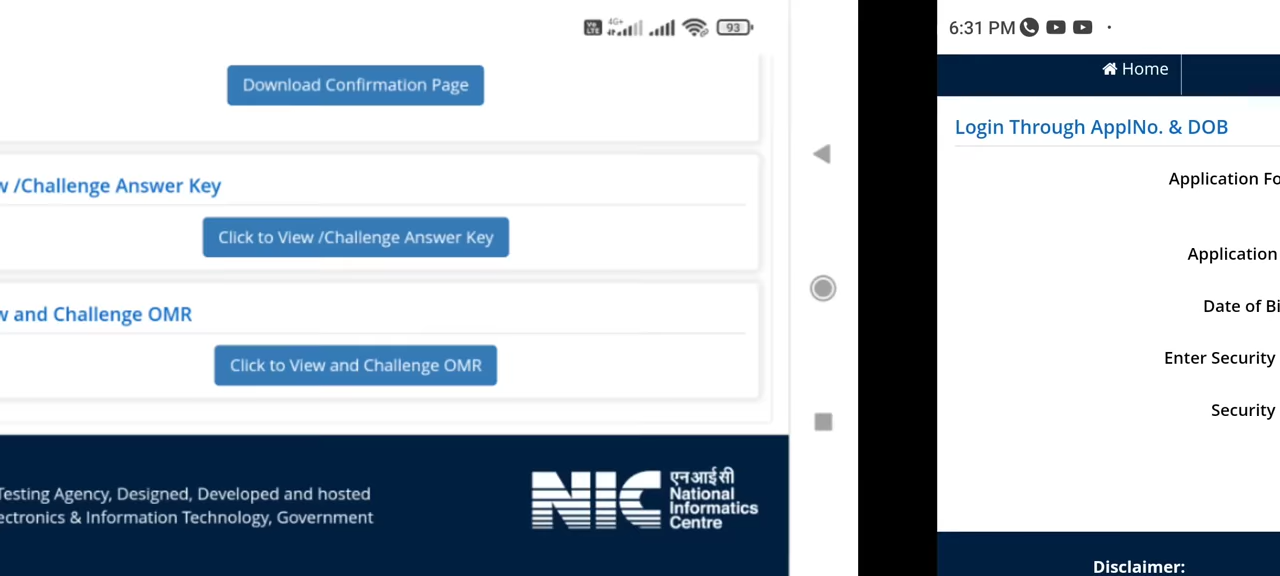 93
Download Confirmation Page
w /Challenge Answer Key
Click to View /Challenge Answer Key
w and Challenge OMR
Click to View and Challenge OMR
Testing Agency, Designed, Developed and hosted
ectronics & Information Technology, Government
NIC
एनआईसी
National
Informatics
Centre
6:31 PM
Home
Login Through ApplNo. & DOB
Application Fo
Application
Date of Bi
Enter Security
Security
Disclaimer: